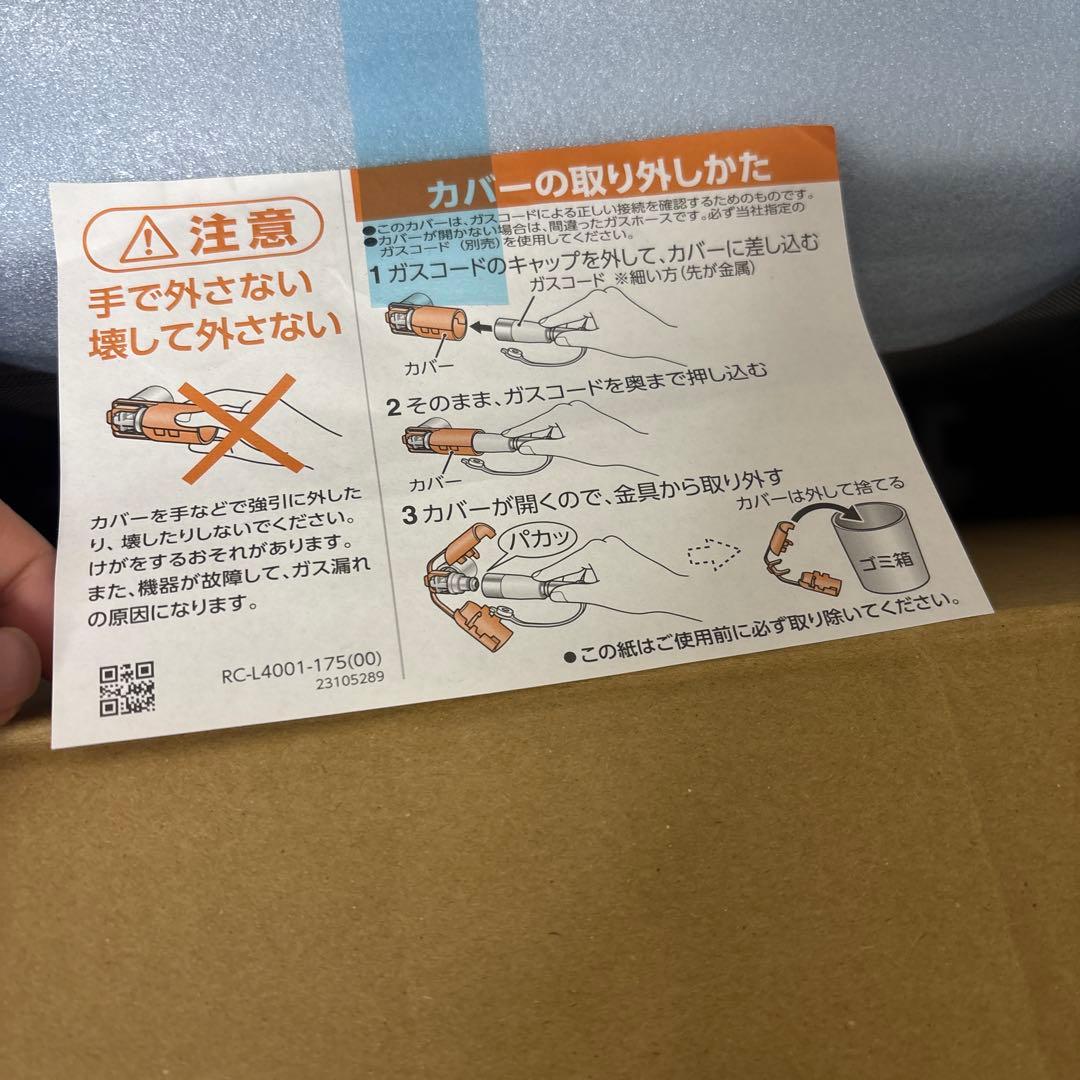 注意
手で外さない
壊して外さない
カバーを手などで強引に外した
り、壊したりしないでください。
けがをするおそれがあります。
また、機器が故障して、ガス漏れ
の原因になります。
RC-L4001-175(00)
23105289
カバーの取り外しかた
●このカバーは、ガスコードによる正しい接続を確認するためのものです。
●カバーが開かない場合は、間違ったガスホースです。必ず当社指定の
ガスコード（別売）を使用してください。
1 ガスコードのキャップを外して、カバーに差し込む
ガスコード ※細い方（先が金属）
カバー
2 そのまま、ガスコードを奥まで押し込む
カバー
3 カバーが開くので、金具から取り外す
カバーは外して捨てる
パカッ
ゴミ箱
●この紙はご使用前に必ず取り除いてください。